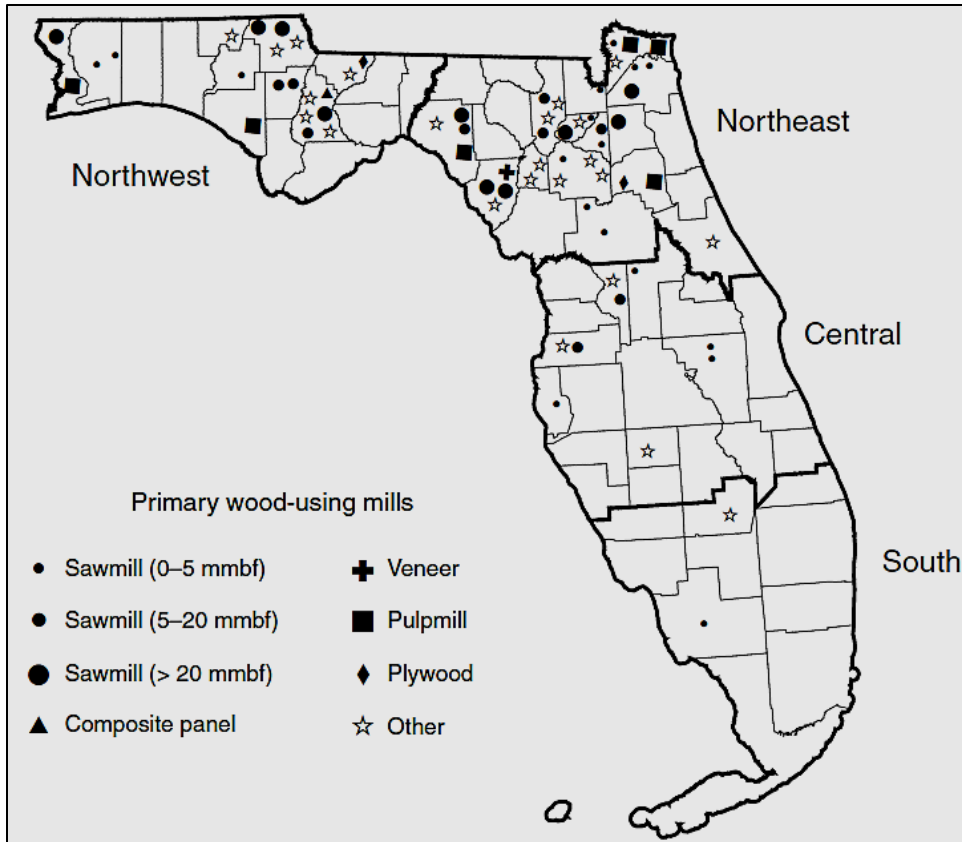 Northeast
Northwest
Central
Primary wood-using mills
South
Sawmill (0–5 mmbf)
Veneer
Sawmill (5–20 mmbf)
Pulpmill
Sawmill (> 20 mmbf)
Plywood
Composite panel
Other